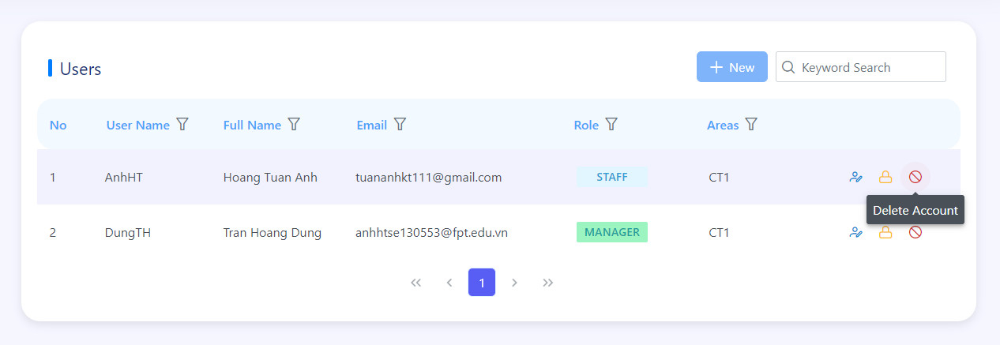 Users
New
Keyword Search
No User Name Full Name Email Role Areas
1 AnhHT Hoang Tuan Anh tuananhkt111@gmail.com STAFF CT1
Delete Account
2 DungTH Tran Hoang Dung anhhtse130553@fpt.edu.vn MANAGER CT1
1